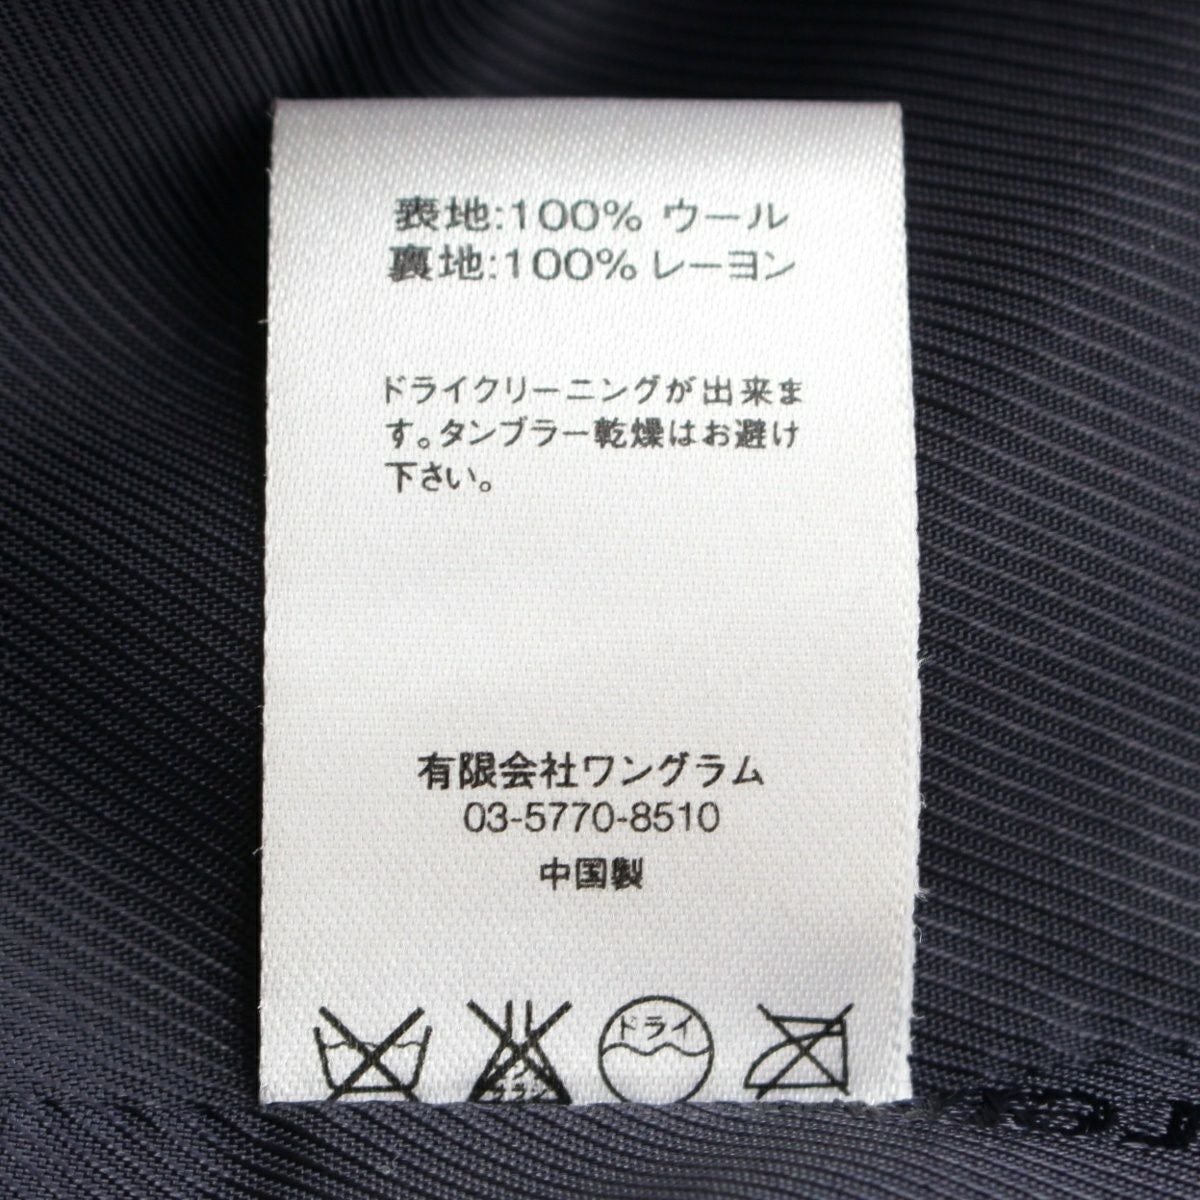 表地:100% ウール
裏地:100% レーヨン
ドライクリーニングが出来ま
す。タンブラー乾燥はお避け
下さい。
有限会社ワングラム
03-5770-8510
中国製
ドライ